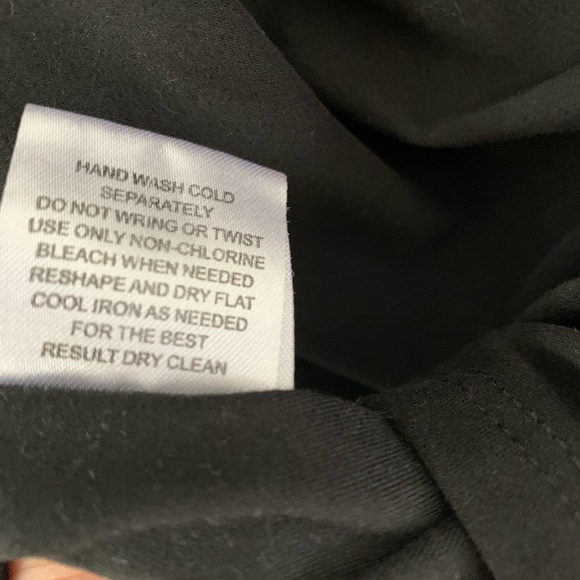 HAND WASH COLD
SEPARATELY
DO NOT WRING OR TWIST
USE ONLY NON-CHLORINE
BLEACH WHEN NEEDED
RESHAPE AND DRY FLAT
COOL IRON AS NEEDED
FOR THE BEST
RESULT DRY CLEAN